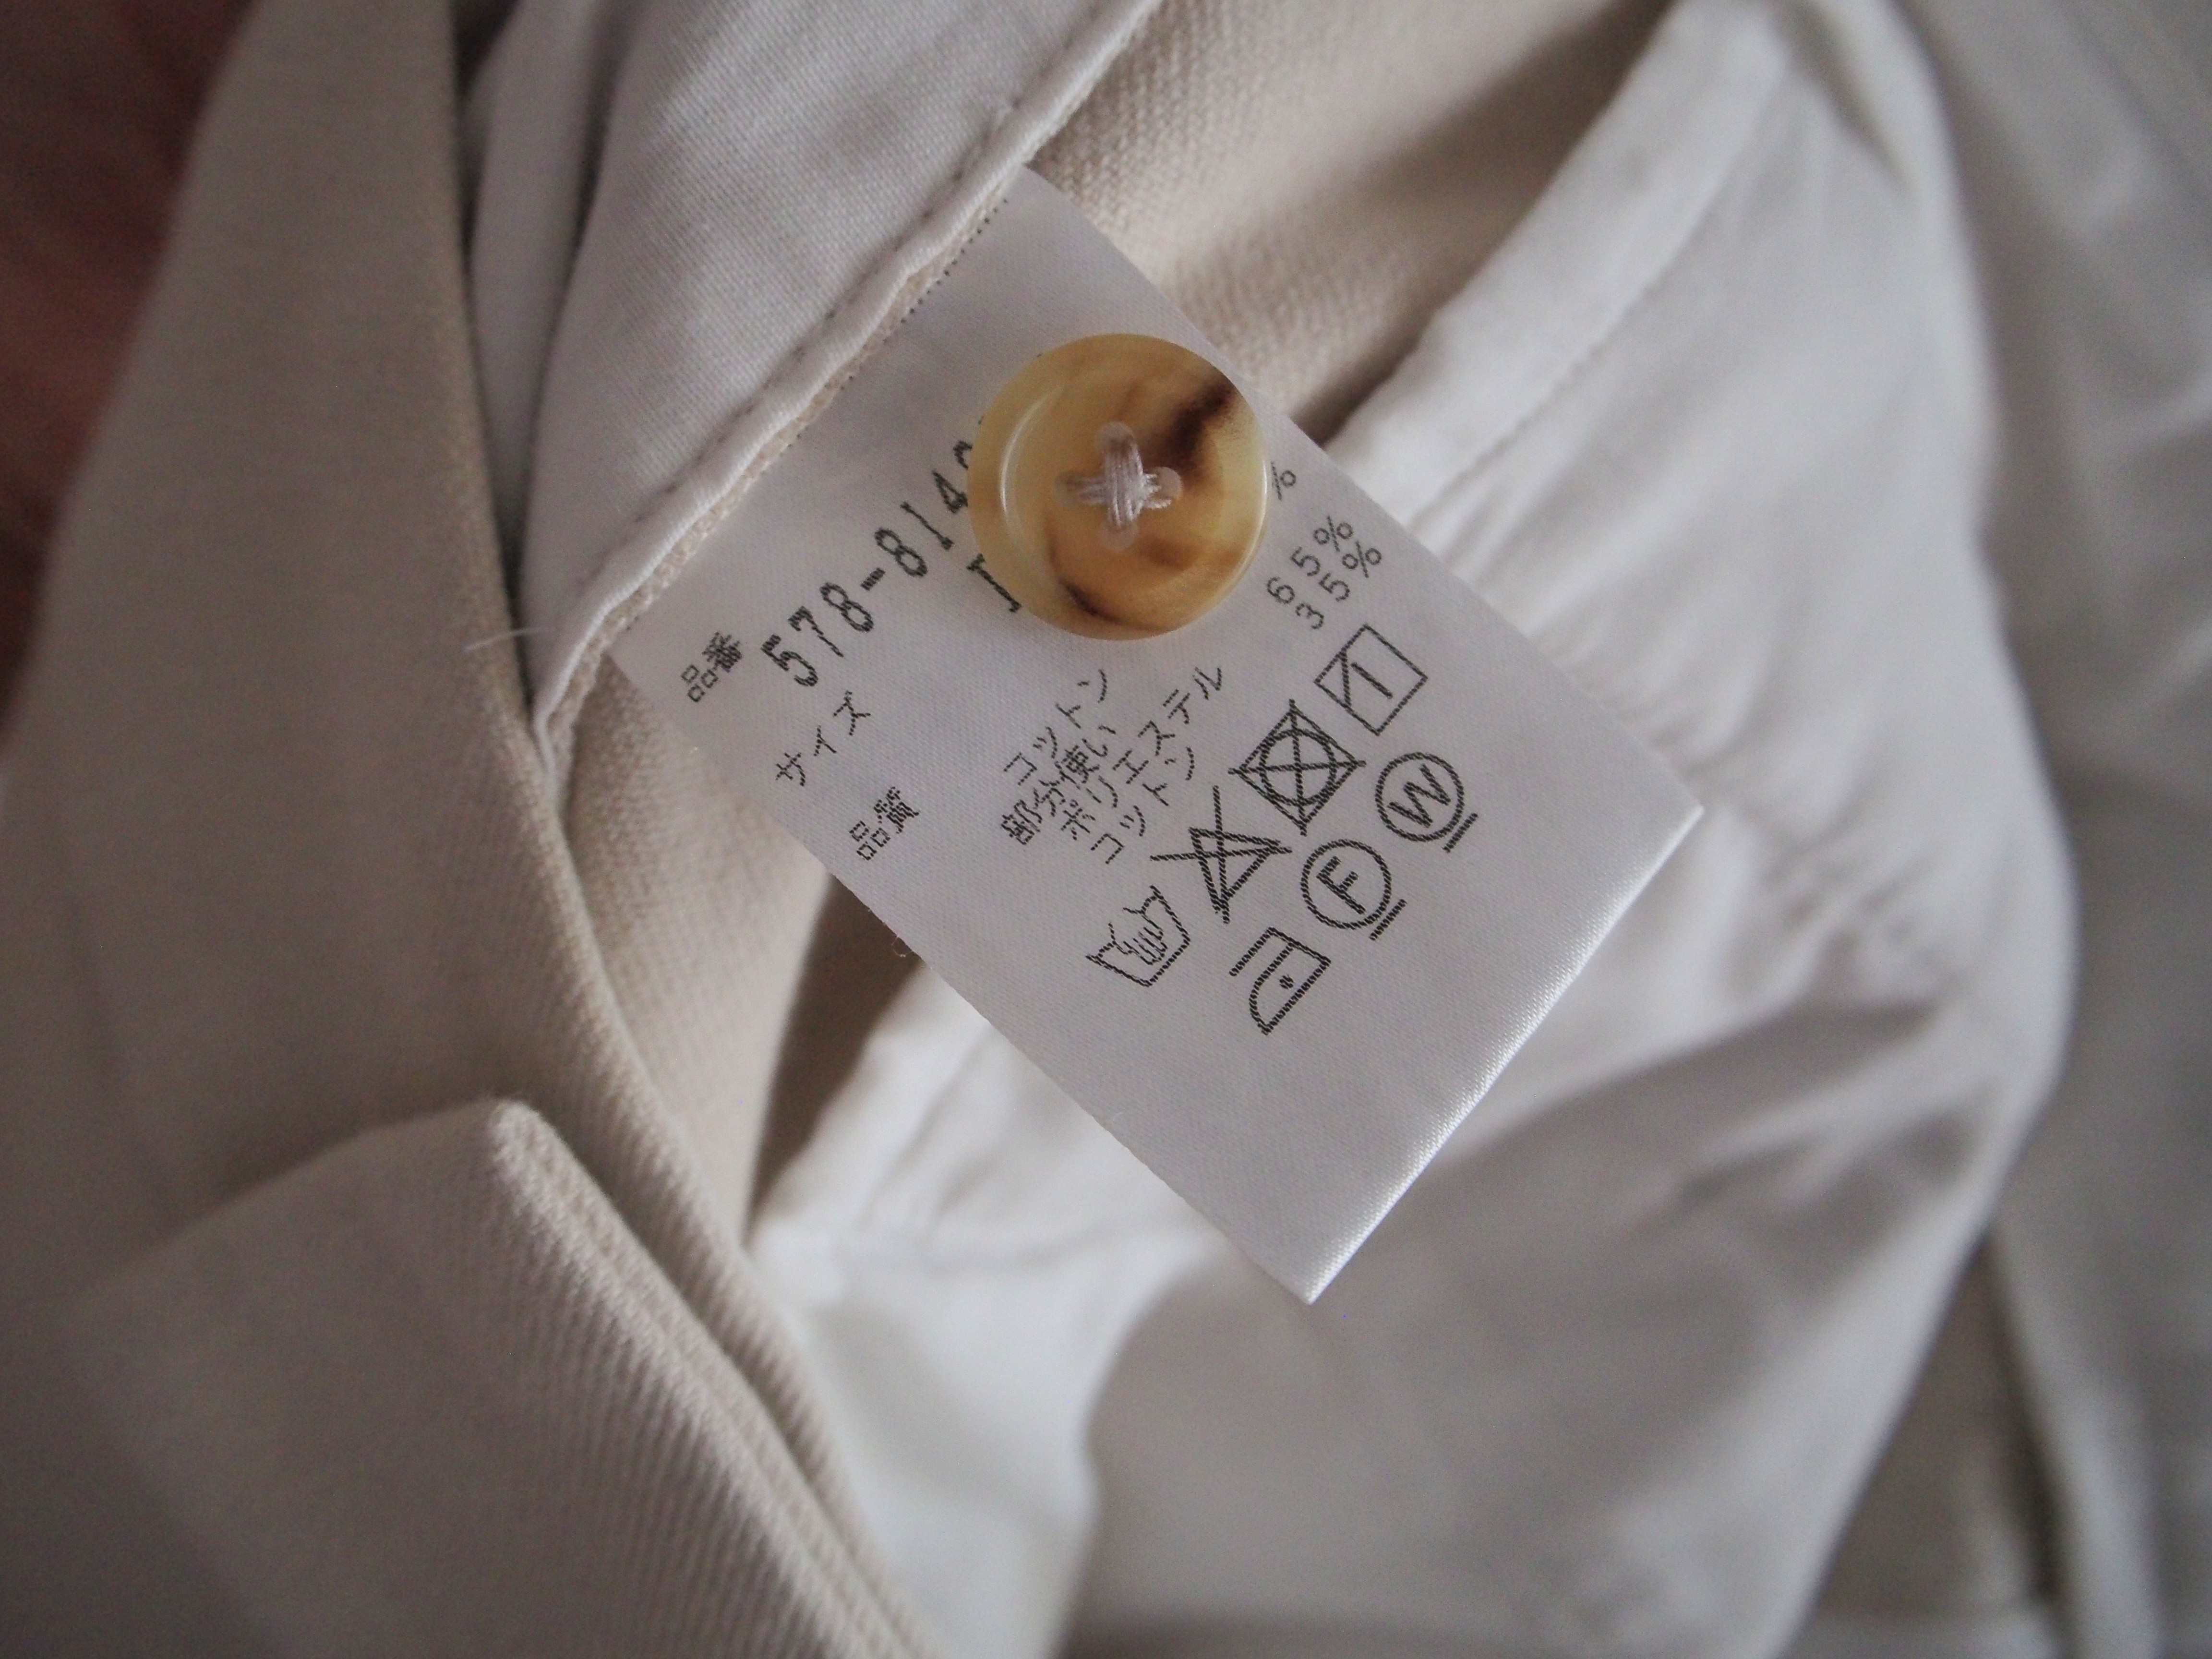 品番 578-814
サイズ
品質
コットン %
部分使い
ポリエステル 65%
コットン 35%
F W